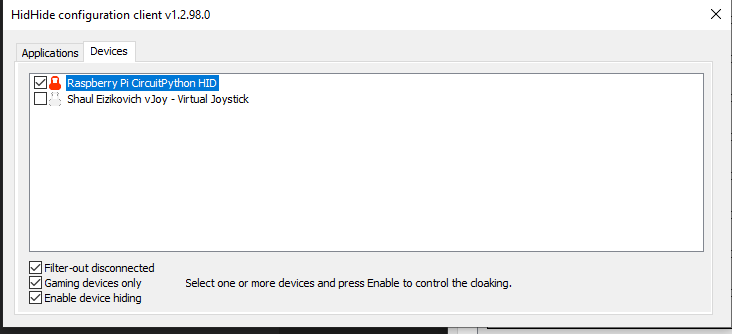 HidHide configuration client v1.2.98.0
Applications
Devices
Raspberry Pi CircuitPython HID
Shaul Eizikovich vJoy - Virtual Joystick
Filter-out disconnected
Gaming devices only
Select one or more devices and press Enable to control the cloaking.
Enable device hiding